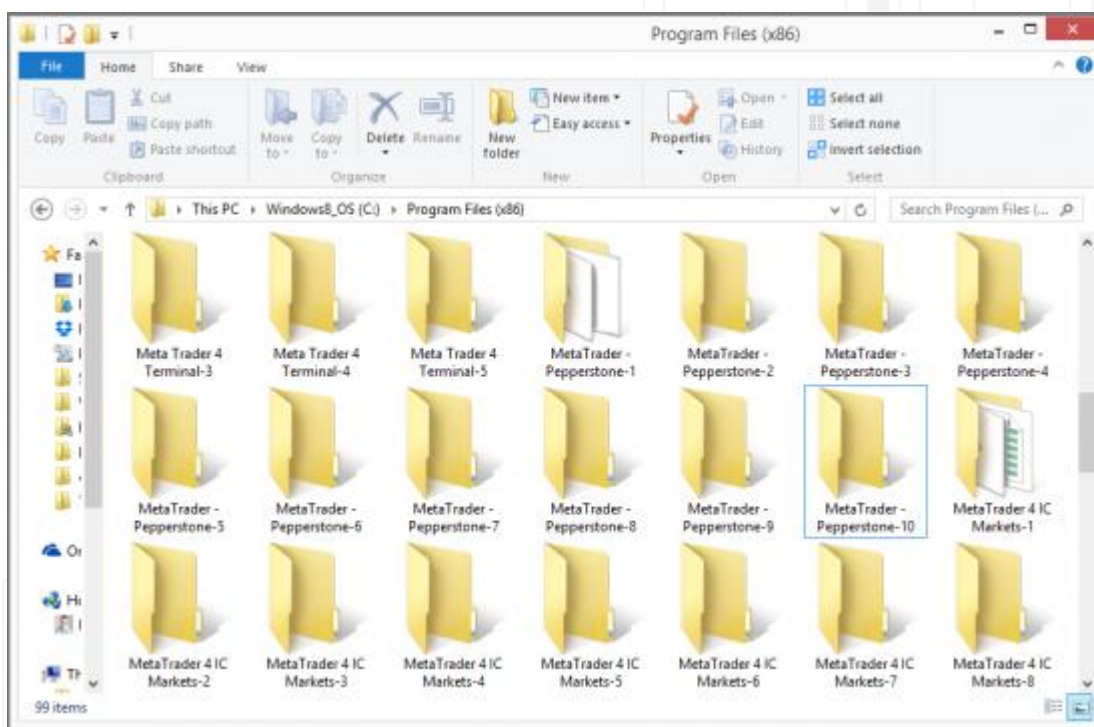 Program Files (x86)
File Home Share View
Copy
Paste
Cut
Copy path
Paste shortcut
Move to
Copy to
Delete
Rename
New folder
New item
Easy access
Properties
Open
Edit
History
Select all
Select none
Invert selection
Clipboard Organize New Open Select
This PC Windows8_OS (C:) Program Files (x86)
Search Program Files (...
Fa
Meta Trader 4 Terminal-3
Meta Trader 4 Terminal-4
Meta Trader 4 Terminal-5
MetaTrader - Pepperstone-1
MetaTrader - Pepperstone-2
MetaTrader - Pepperstone-3
MetaTrader - Pepperstone-4
MetaTrader - Pepperstone-5
MetaTrader - Pepperstone-6
MetaTrader - Pepperstone-7
MetaTrader - Pepperstone-8
MetaTrader - Pepperstone-9
MetaTrader - Pepperstone-10
MetaTrader 4 IC Markets-1
MetaTrader 4 IC Markets-2
MetaTrader 4 IC Markets-3
MetaTrader 4 IC Markets-4
MetaTrader 4 IC Markets-5
MetaTrader 4 IC Markets-6
MetaTrader 4 IC Markets-7
MetaTrader 4 IC Markets-8
99 items